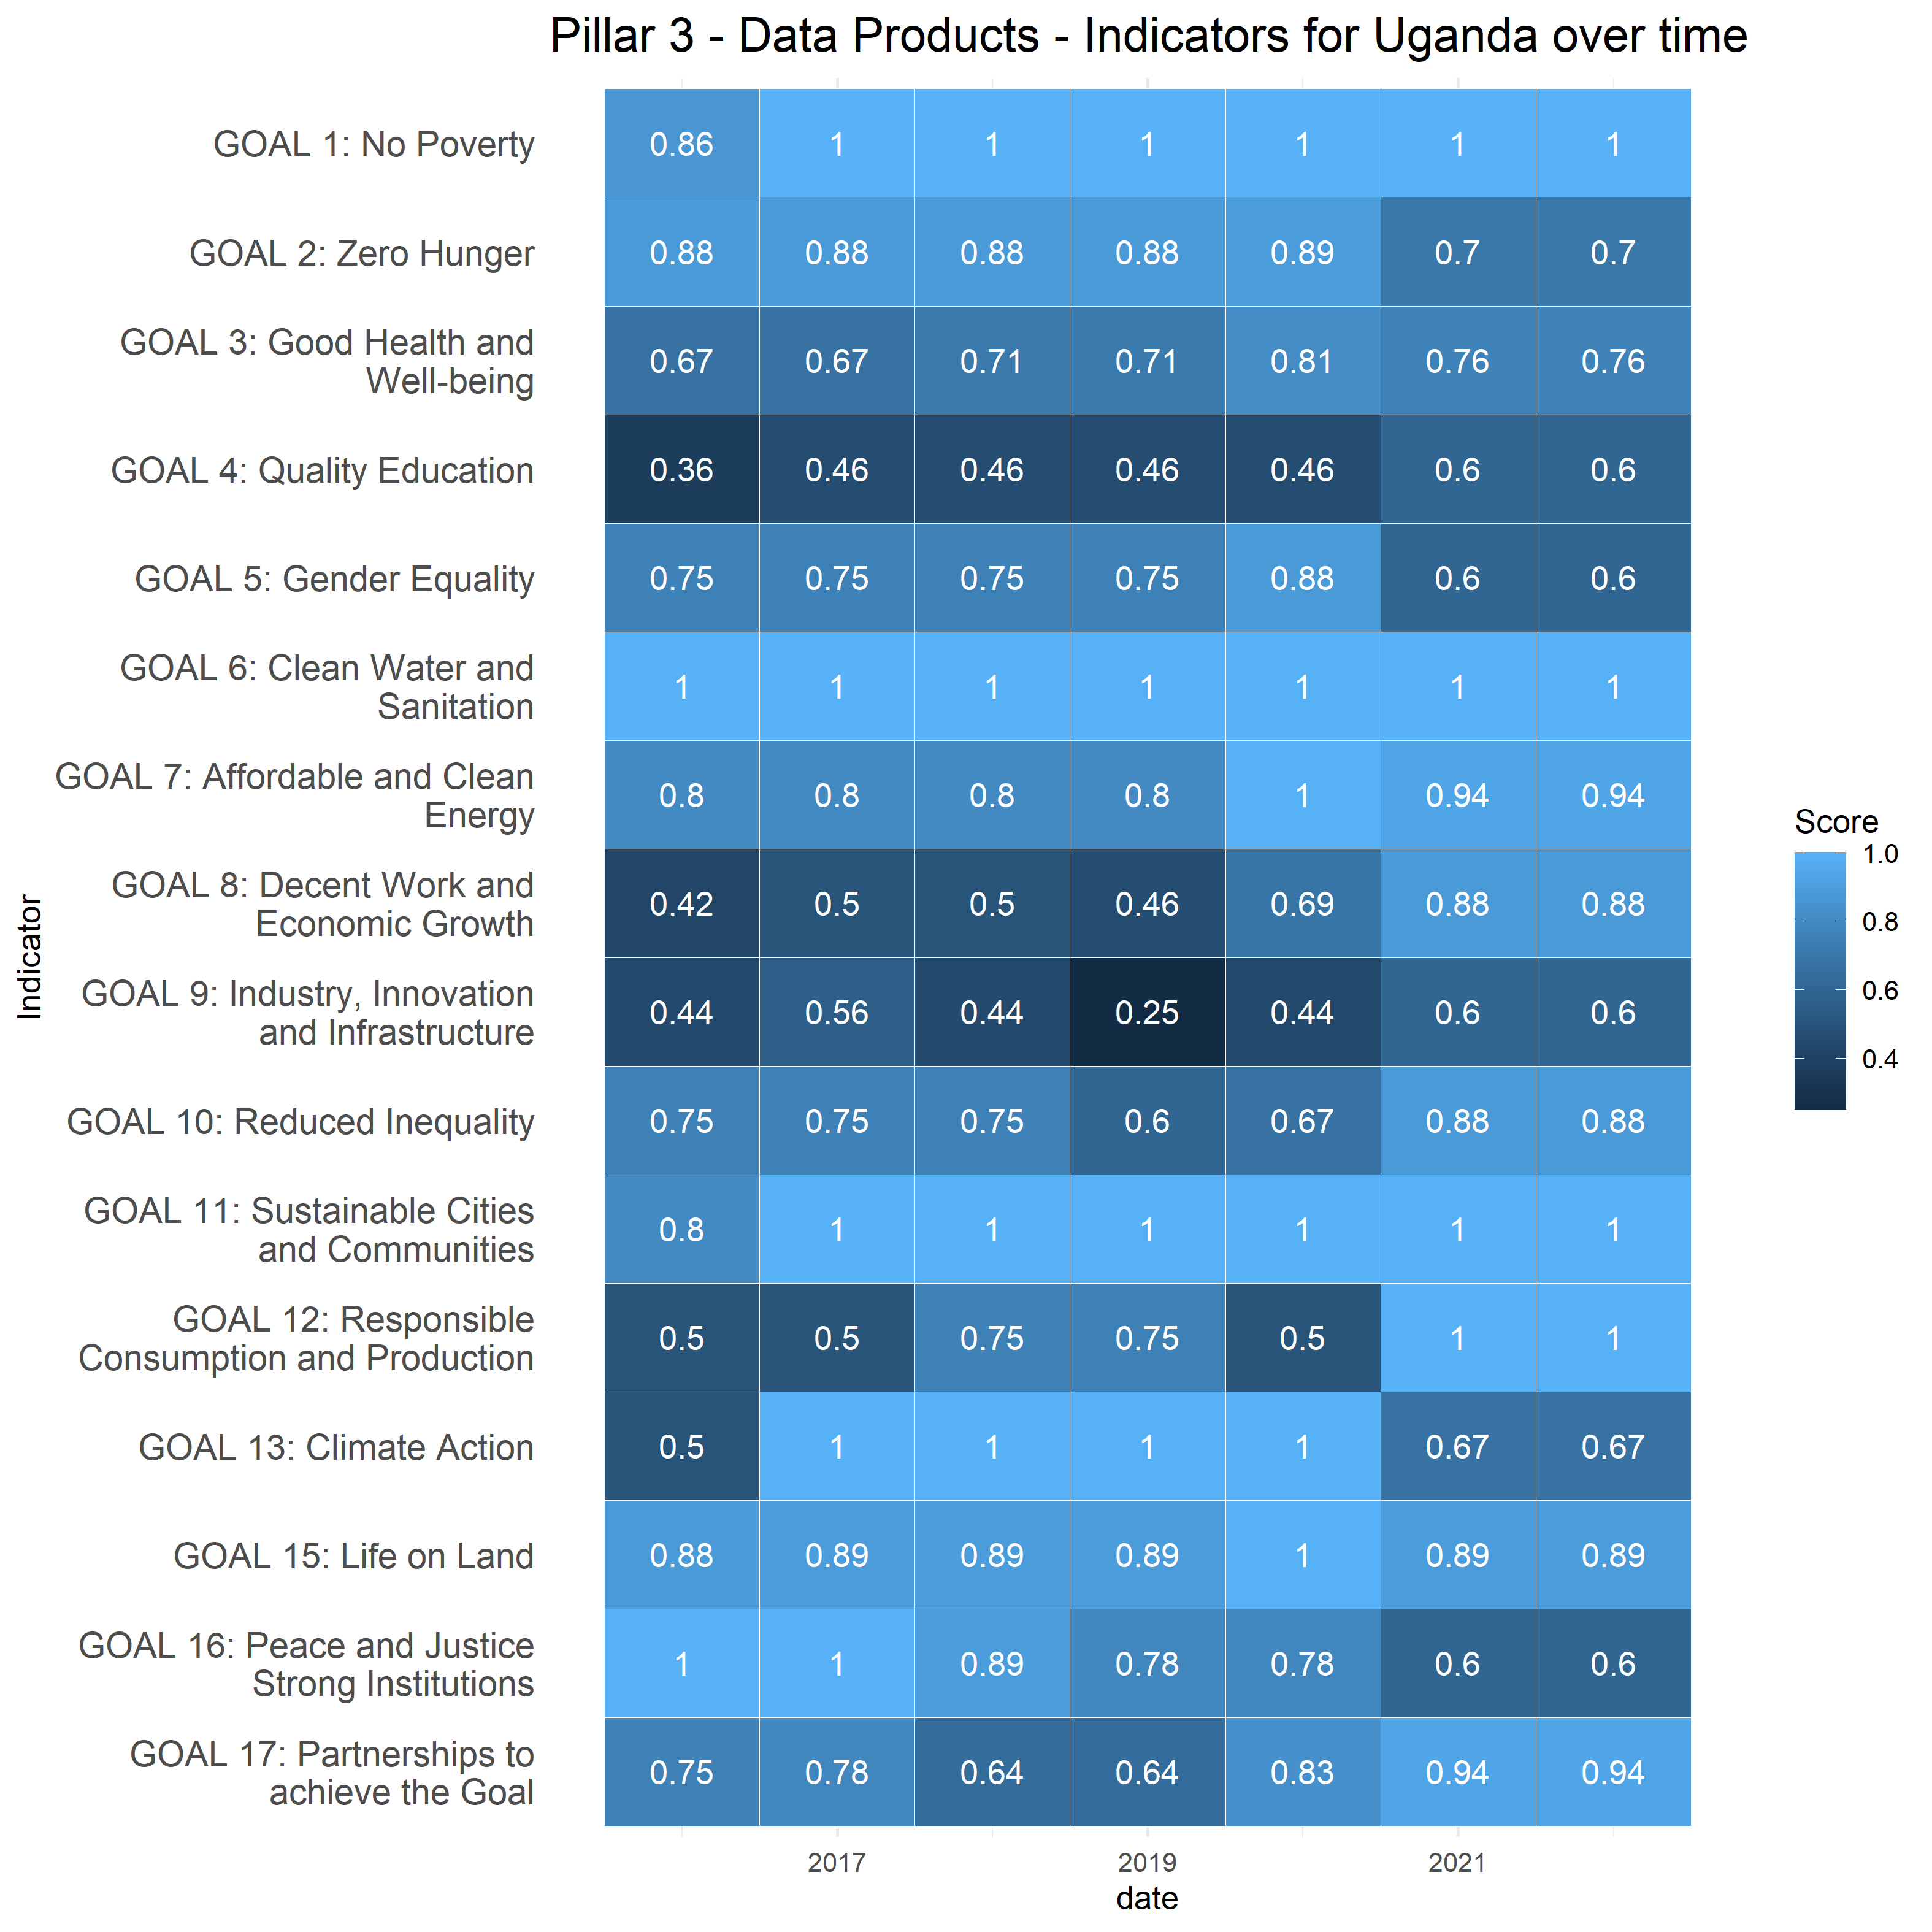 Pillar 3 - Data Products - Indicators for Uganda over time
GOAL 1: No Poverty
0.86 1 1 1 1 1 1
GOAL 2: Zero Hunger
0.88 0.88 0.88 0.88 0.89 0.7 0.7
GOAL 3: Good Health and
Well-being
0.67 0.67 0.71 0.71 0.81 0.76 0.76
GOAL 4: Quality Education
0.36 0.46 0.46 0.46 0.46 0.6 0.6
GOAL 5: Gender Equality
0.75 0.75 0.75 0.75 0.88 0.6 0.6
GOAL 6: Clean Water and
Sanitation
1 1 1 1 1 1 1
GOAL 7: Affordable and Clean
Energy
0.8 0.8 0.8 0.8 1 0.94 0.94
GOAL 8: Decent Work and
Economic Growth
0.42 0.5 0.5 0.46 0.69 0.88 0.88
GOAL 9: Industry, Innovation
and Infrastructure
0.44 0.56 0.44 0.25 0.44 0.6 0.6
GOAL 10: Reduced Inequality
0.75 0.75 0.75 0.6 0.67 0.88 0.88
GOAL 11: Sustainable Cities
and Communities
0.8 1 1 1 1 1 1
GOAL 12: Responsible
Consumption and Production
0.5 0.5 0.75 0.75 0.5 1 1
GOAL 13: Climate Action
0.5 1 1 1 1 0.67 0.67
GOAL 15: Life on Land
0.88 0.89 0.89 0.89 1 0.89 0.89
GOAL 16: Peace and Justice
Strong Institutions
1 1 0.89 0.78 0.78 0.6 0.6
GOAL 17: Partnerships to
achieve the Goal
0.75 0.78 0.64 0.64 0.83 0.94 0.94
2017 2019 2021
date
Indicator
Score
1.0
0.8
0.6
0.4